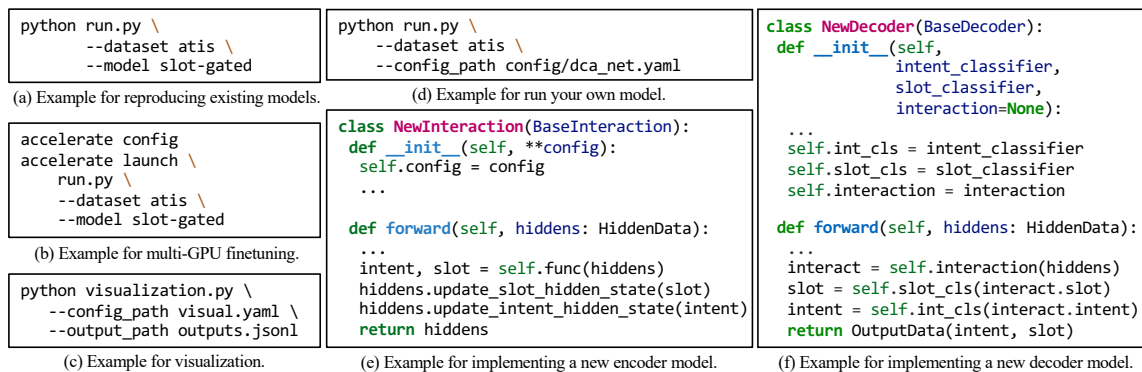 python run.py \
--dataset atis \
--model slot-gated
(a) Example for reproducing existing models.
accelerate config
accelerate launch \
run.py \
--dataset atis \
--model slot-gated
(b) Example for multi-GPU finetuning.
python visualization.py \
--config_path visual.yaml \
--output_path outputs.jsonl
(c) Example for visualization.
python run.py \
--dataset atis \
--config_path config/dca_net.yaml
(d) Example for run your own model.
class NewInteraction(BaseInteraction):
def __init__(self, **config):
self.config = config
...
def forward(self, hiddens: HiddenData):
...
intent, slot = self.func(hiddens)
hiddens.update_slot_hidden_state(slot)
hiddens.update_intent_hidden_state(intent)
return hiddens
(e) Example for implementing a new encoder model.
class NewDecoder(BaseDecoder):
def __init__(self,
intent_classifier,
slot_classifier,
interaction=None):
...
self.int_cls = intent_classifier
self.slot_cls = slot_classifier
self.interaction = interaction
def forward(self, hiddens: HiddenData):
...
interact = self.interaction(hiddens)
slot = self.slot_cls(interact.slot)
intent = self.int_cls(interact.intent)
return OutputData(intent, slot)
(f) Example for implementing a new decoder model.